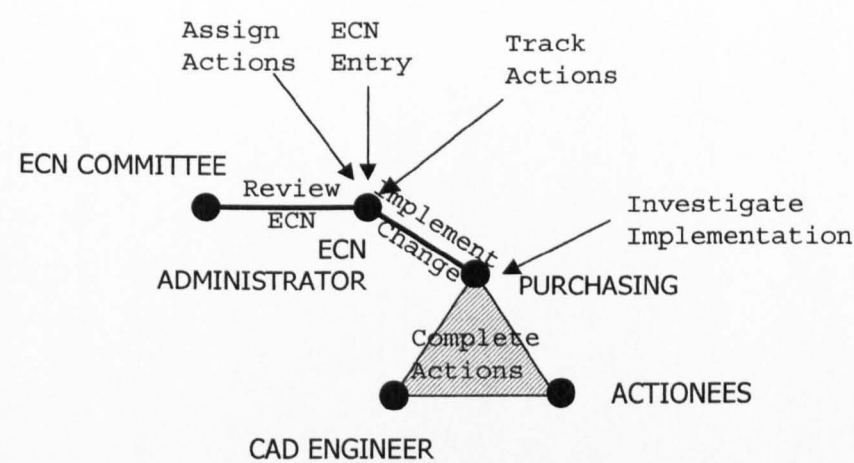 Assign
Actions
ECN
Entry
Track
Actions
ECN COMMITTEE
Review
ECN
Implement
Change
Investigate
Implementation
ECN
ADMINISTRATOR
PURCHASING
Complete
Actions
ACTIONEES
CAD ENGINEER